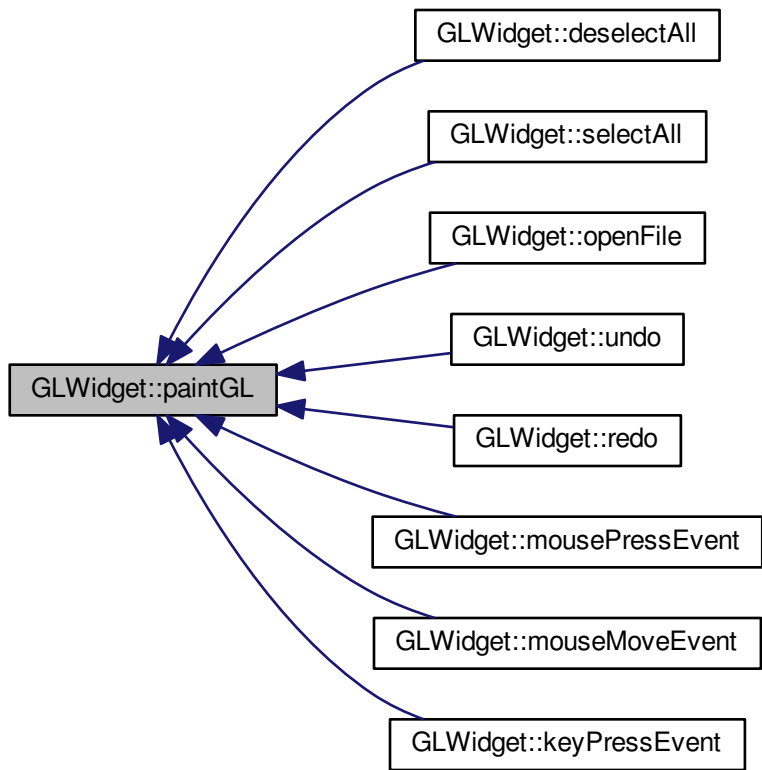 GLWidget::deselectAll
GLWidget::selectAll
GLWidget::openFile
GLWidget::undo
GLWidget::paintGL
GLWidget::redo
GLWidget::mousePressEvent
GLWidget::mouseMoveEvent
GLWidget::keyPressEvent